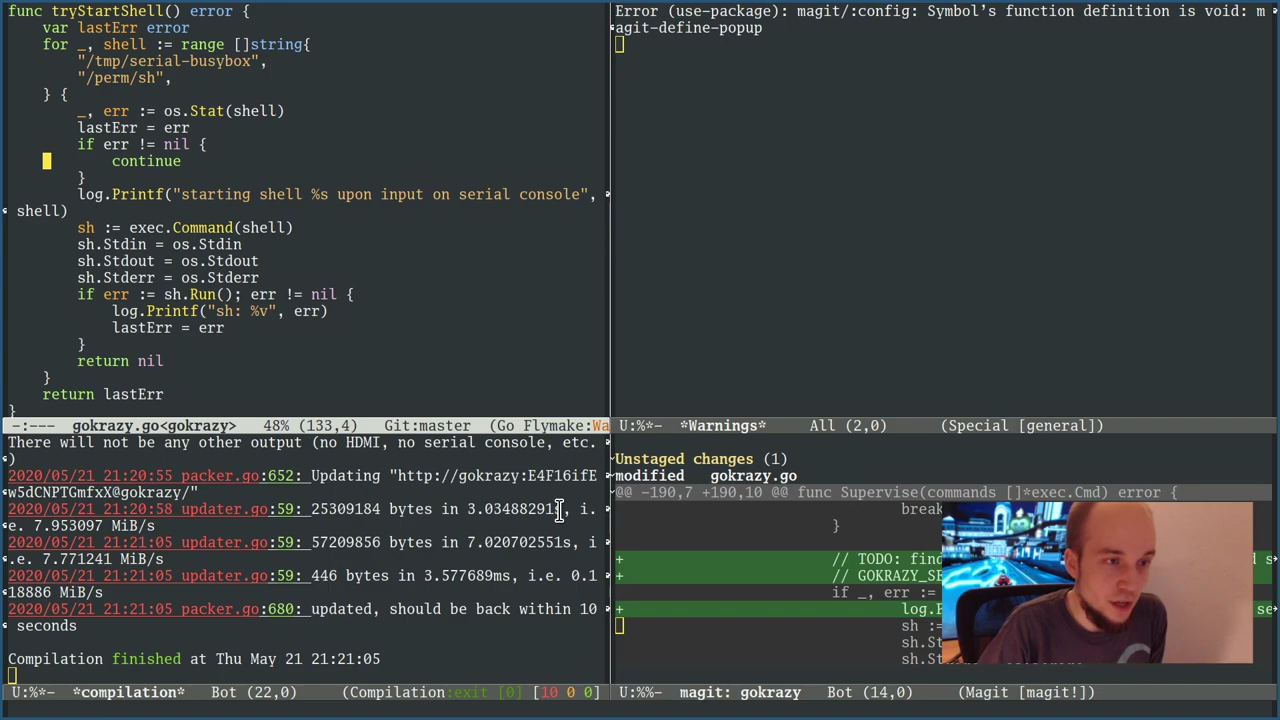 func tryStartShell() error {
var lastErr error
for _, shell := range []string{
"/tmp/serial-busybox",
"/perm/sh",
} {
_, err := os.Stat(shell)
lastErr = err
if err != nil {
continue
}
log.Printf("starting shell %s upon input on serial console",
shell)
sh := exec.Command(shell)
sh.Stdin = os.Stdin
sh.Stdout = os.Stdout
sh.Stderr = os.Stderr
if err := sh.Run(); err != nil {
log.Printf("sh: %v", err)
lastErr = err
}
return nil
}
return lastErr
}
-:--- gokrazy.go<gokrazy> 48% (133,4) Git:master (Go Flymake:Wa
There will not be any other output (no HDMI, no serial console, etc.
)
2020/05/21 21:20:55 packer.go:652: Updating "http://gokrazy:E4F16ifE
w5dCNPTGmfxX@gokrazy/"
2020/05/21 21:20:58 updater.go:59: 25309184 bytes in 3.034882911s, i.
e. 7.953097 MiB/s
2020/05/21 21:21:05 updater.go:59: 57209856 bytes in 7.020702551s, i
.e. 7.771241 MiB/s
2020/05/21 21:21:05 updater.go:59: 446 bytes in 3.577689ms, i.e. 0.1
18886 MiB/s
2020/05/21 21:21:05 packer.go:680: updated, should be back within 10
seconds
Compilation finished at Thu May 21 21:21:05
U:%*- *compilation* Bot (22,0) (Compilation:exit [0] [10 0 0]
Error (use-package): magit/:config: Symbol’s function definition is void: m
agit-define-popup
U:%*- *Warnings* All (2,0) (Special [general])
Unstaged changes (1)
modified gokrazy.go
@@ -190,7 +190,10 @@ func Supervise(commands []*exec.Cmd) error {
break
}
+ // TODO: find d s
+ // GOKRAZY_SE
if _, err :=
+ log.P se
sh :=
sh.St
sh.St
U:%%- magit: gokrazy Bot (14,0) (Magit [magit!])